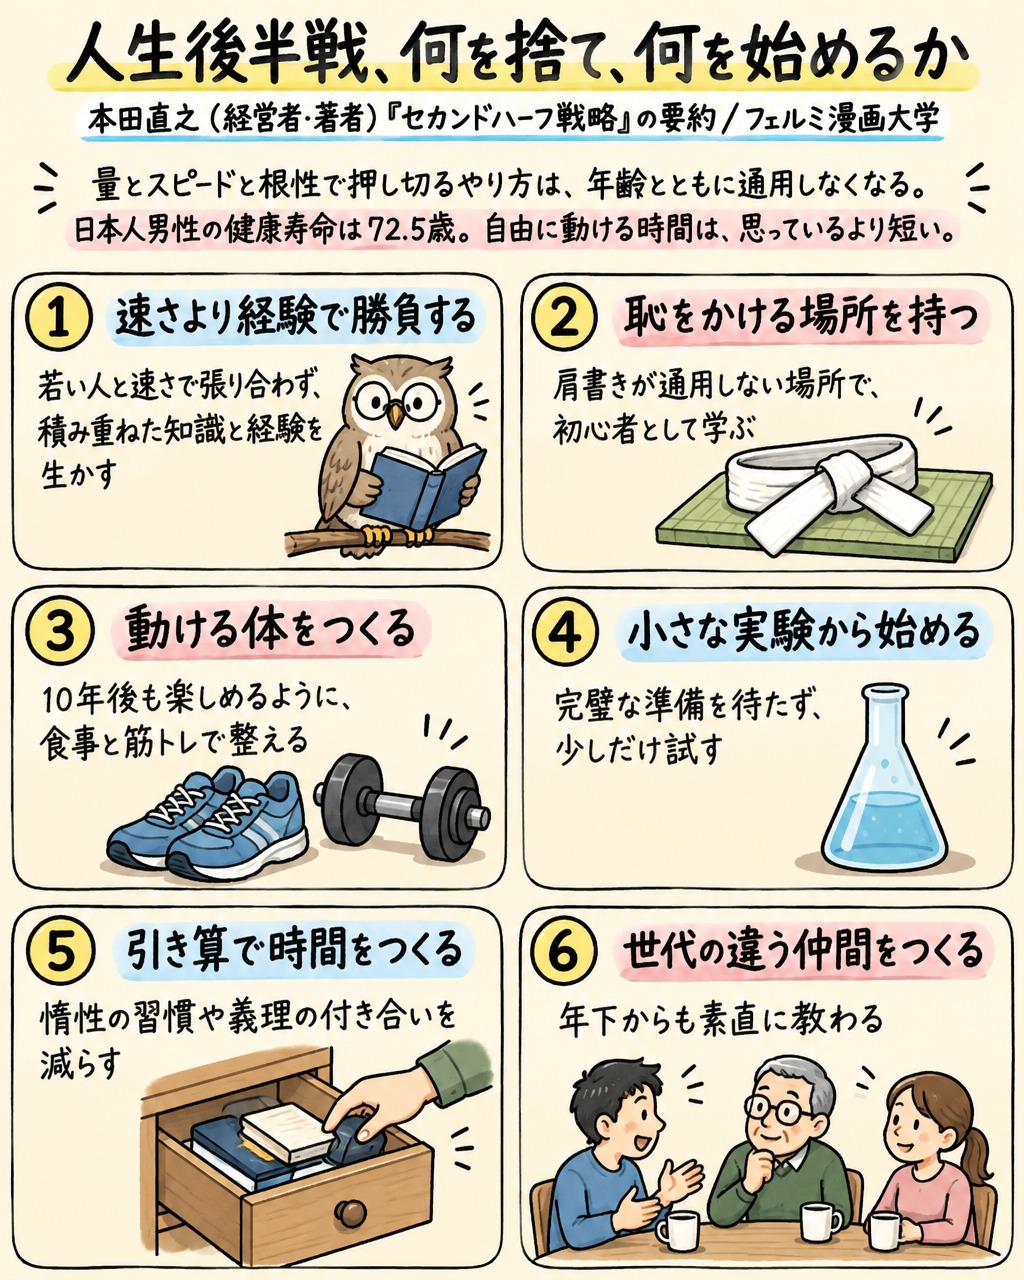 人生後半戦、何を捨て、何を始めるか
本田直之（経営者・著者）『セカンドハーフ戦略』の要約 / フェルミ漫画大学
量とスピードと根性で押し切るやり方は、年齢とともに通用しなくなる。
日本人男性の健康寿命は72.5歳。自由に動ける時間は、思っているより短い。
1 速さより経験で勝負する
若い人と速さで張り合わず、
積み重ねた知識と経験を
生かす
2 恥をかける場所を持つ
肩書きが通用しない場所で、
初心者として学ぶ
3 動ける体をつくる
10年後も楽しめるように、
食事と筋トレで整える
4 小さな実験から始める
完璧な準備を待たず、
少しだけ試す
5 引き算で時間をつくる
惰性の習慣や義理の付き合いを
減らす
6 世代の違う仲間をつくる
年下からも素直に教わる